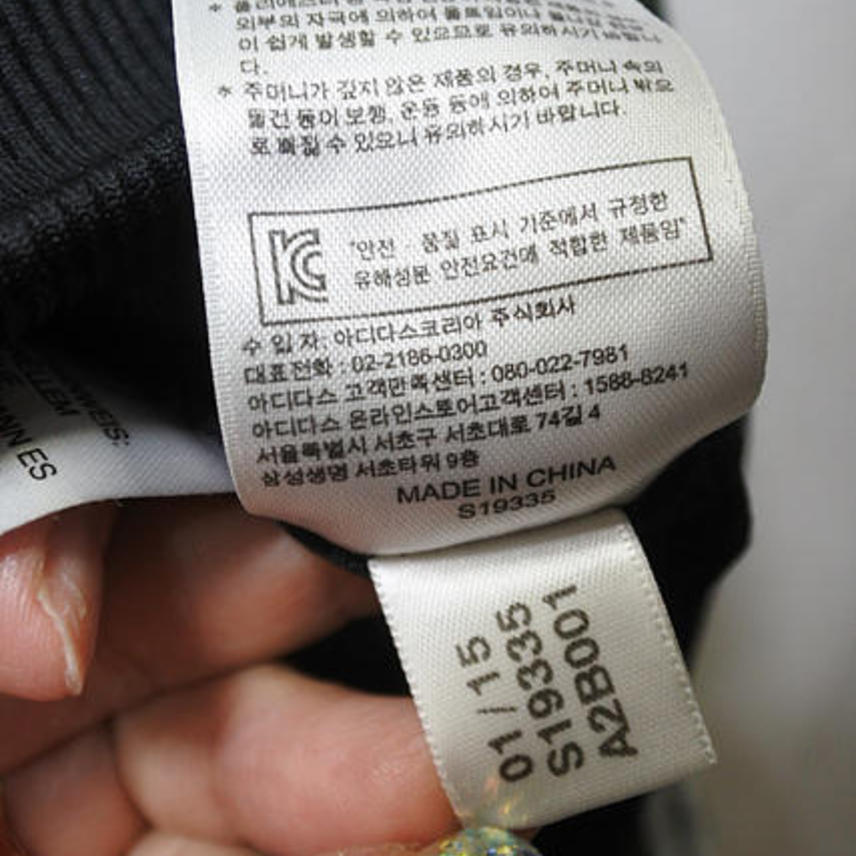 외부의 자극에 의하여 올트임이나
이 쉽게 발생할 수 있으므로 유의하시기 바랍니
다.
* 주머니가 깊지 않은 제품의 경우, 주머니 속의
물건 등이 보행, 운동 등에 의하여 주머니 밖으
로 빠질 수 있으니 유의하시기 바랍니다.
"안전 · 품질 표시 기준에서 규정한
유해성분 안전요건에 적합한 제품임"
수 입 자: 아디다스코리아 주식회사
대표전화 : 02-2186-0300
아디다스 고객만족센터 : 080-022-7981
아디다스 온라인스토어고객센터 : 1588-8241
서울특별시 서초구 서초대로 74길 4
삼성생명 서초타워 9층
MADE IN CHINA
S19335
01/15
S19335
A2B001
WN ES